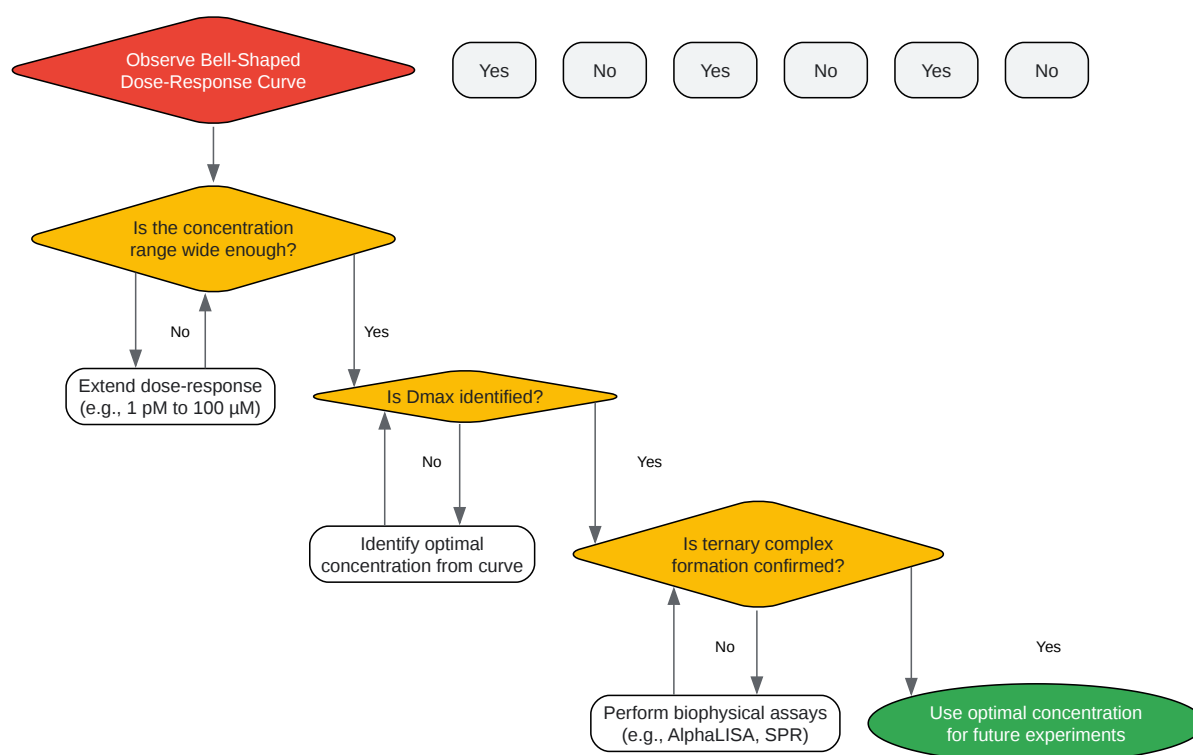 Observe Bell-Shaped
Dose-Response Curve
Yes
No
Yes
No
Yes
No
Is the concentration
range wide enough?
No
Yes
Extend dose-response
(e.g., 1 pM to 100 µM)
Is Dmax identified?
No
Yes
Identify optimal
concentration from curve
Is ternary complex
formation confirmed?
No
Yes
Perform biophysical assays
(e.g., AlphaLISA, SPR)
Use optimal concentration
for future experiments